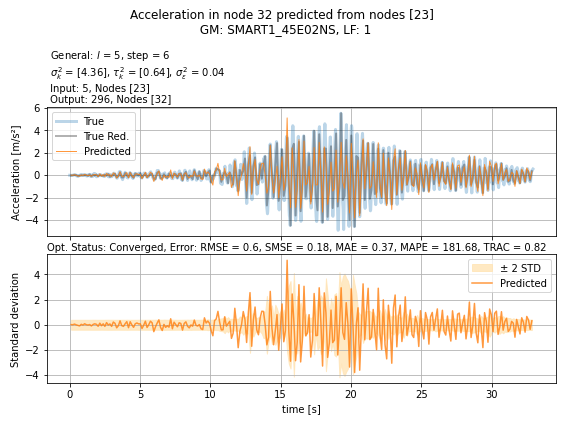 Acceleration in node 32 predicted from nodes [23]
GM: SMART1_45E02NS, LF: 1
General: l = 5, step = 6
σ²ₖ = [4.36], τ²ₖ = [0.64], σ²ε = 0.04
Input: 5, Nodes [23]
Output: 296, Nodes [32]
6
4
2
0
−2
−4
Acceleration [m/s²]
True
True Red.
Predicted
Opt. Status: Converged, Error: RMSE = 0.6, SMSE = 0.18, MAE = 0.37, MAPE = 181.68, TRAC = 0.82
4
2
0
−2
−4
Standard deviation
± 2 STD
Predicted
0 5 10 15 20 25 30
time [s]